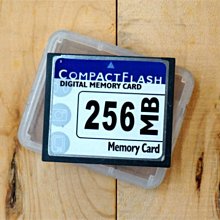 COMPACTFLASH
DIGITAL MEMORY CARD
256 MB
Memory Card